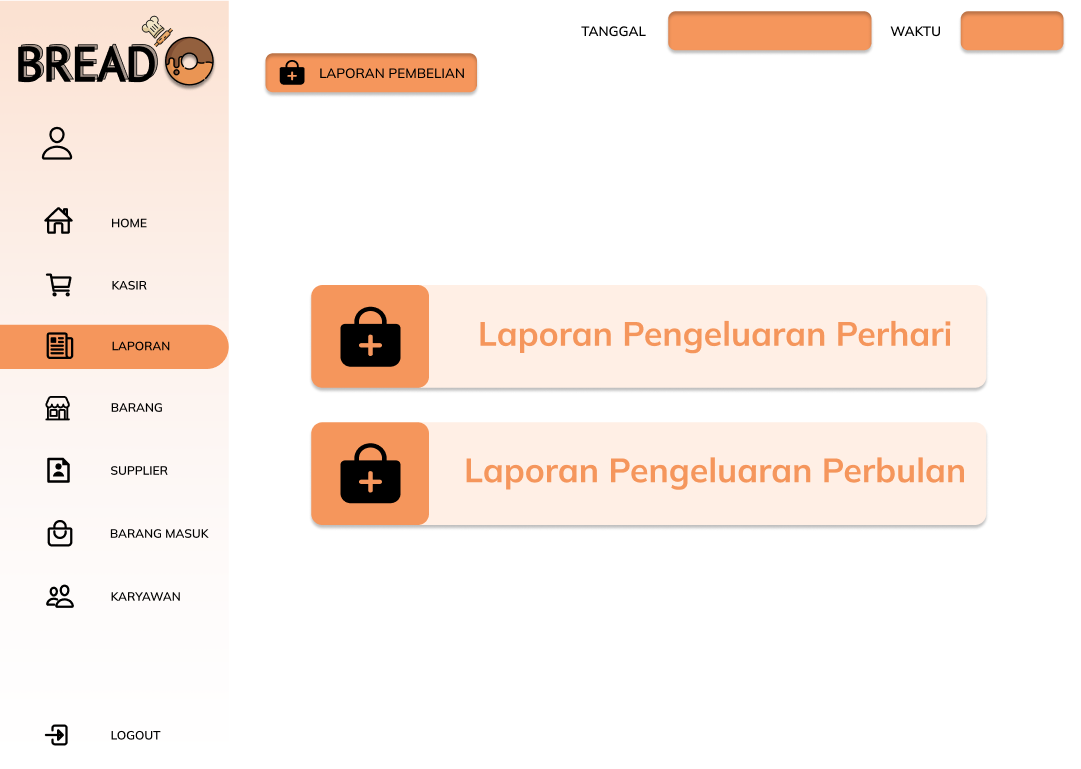 BREADO
TANGGAL
WAKTU
LAPORAN PEMBELIAN
HOME
KASIR
LAPORAN
BARANG
SUPPLIER
BARANG MASUK
KARYAWAN
LOGOUT
Laporan Pengeluaran Perhari
Laporan Pengeluaran Perbulan